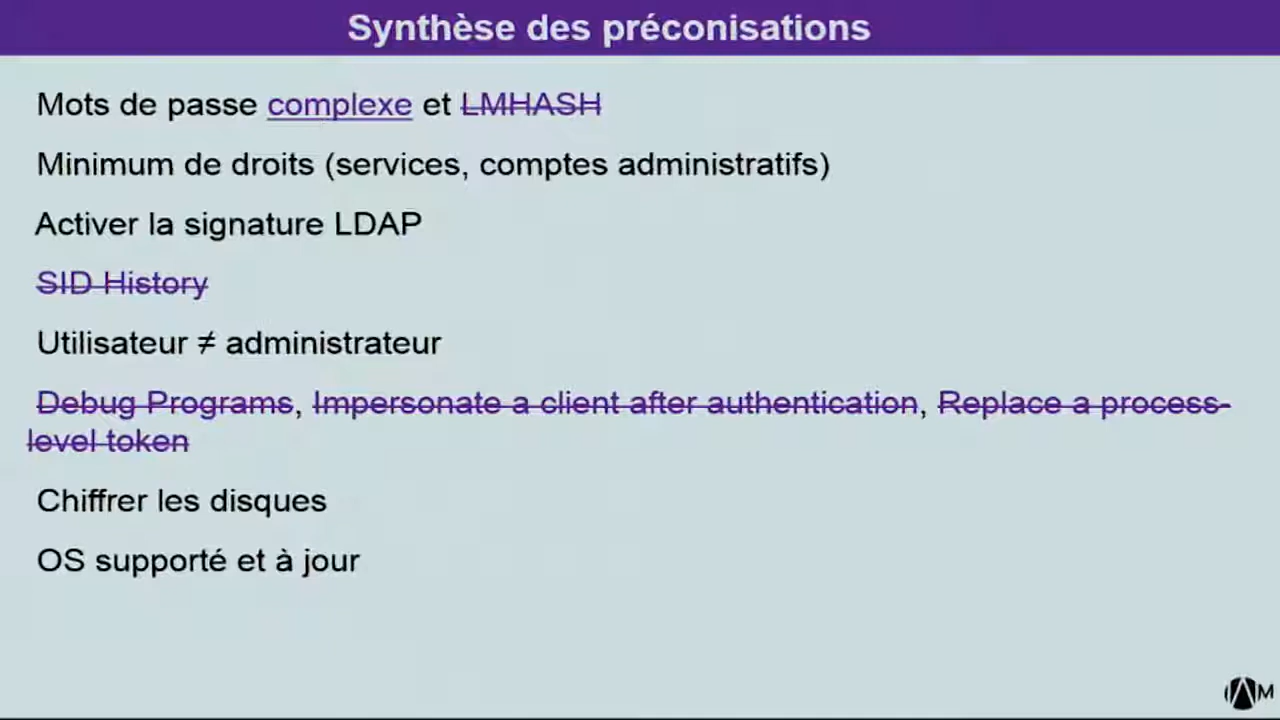 Synthèse des préconisations
Mots de passe complexe et LMHASH
Minimum de droits (services, comptes administratifs)
Activer la signature LDAP
SID History
Utilisateur ≠ administrateur
Debug Programs, Impersonate a client after authentication, Replace a process-
level token
Chiffrer les disques
OS supporté et à jour
IAM